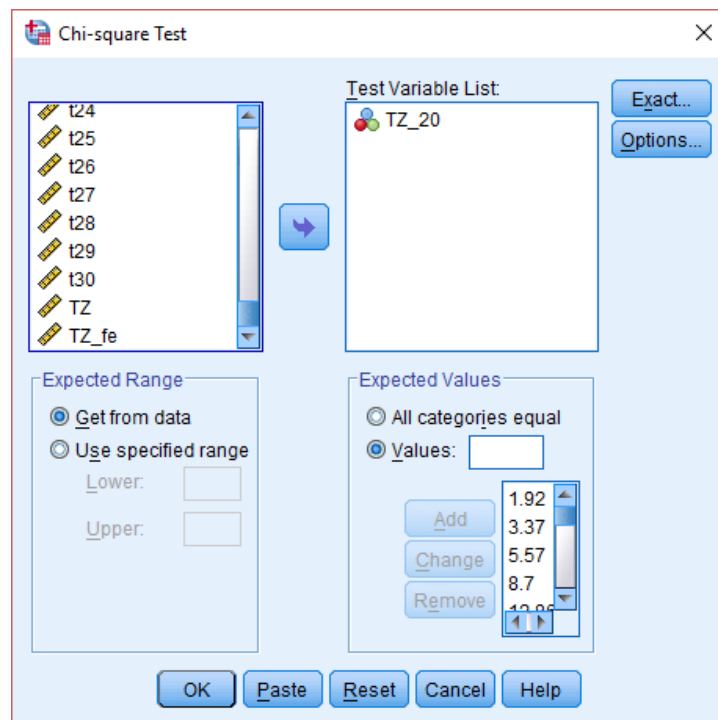 Chi-square Test
t24
t25
t26
t27
t28
t29
t30
TZ
TZ_fe
Test Variable List:
TZ_20
Exact...
Options...
Expected Range
Get from data
Use specified range
Lower:
Upper:
Expected Values
All categories equal
Values:
Add
Change
Remove
1.92
3.37
5.57
8.7
OK Paste Reset Cancel Help